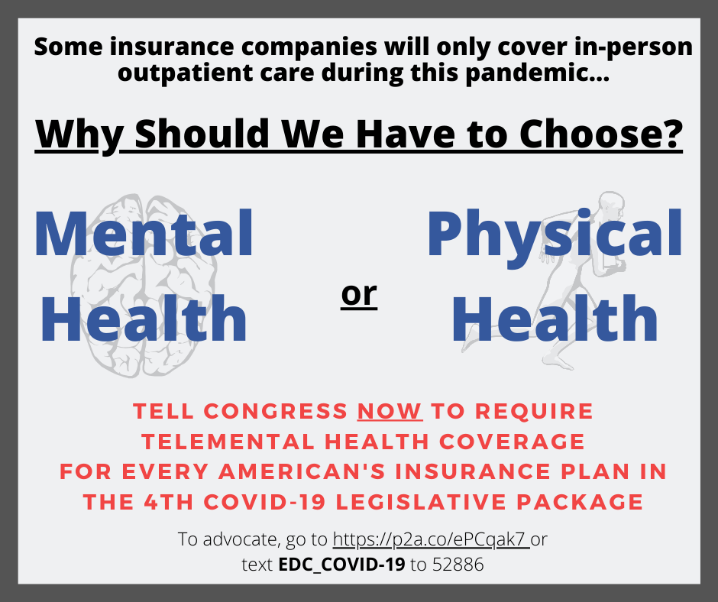 Some insurance companies will only cover in-person
outpatient care during this pandemic...
Why Should We Have to Choose?
Mental
Health
or
Physical
Health
TELL CONGRESS NOW TO REQUIRE
TELEMENTAL HEALTH COVERAGE
FOR EVERY AMERICAN'S INSURANCE PLAN IN
THE 4TH COVID-19 LEGISLATIVE PACKAGE
To advocate, go to https://p2a.co/ePCqak7 or
text EDC_COVID-19 to 52886